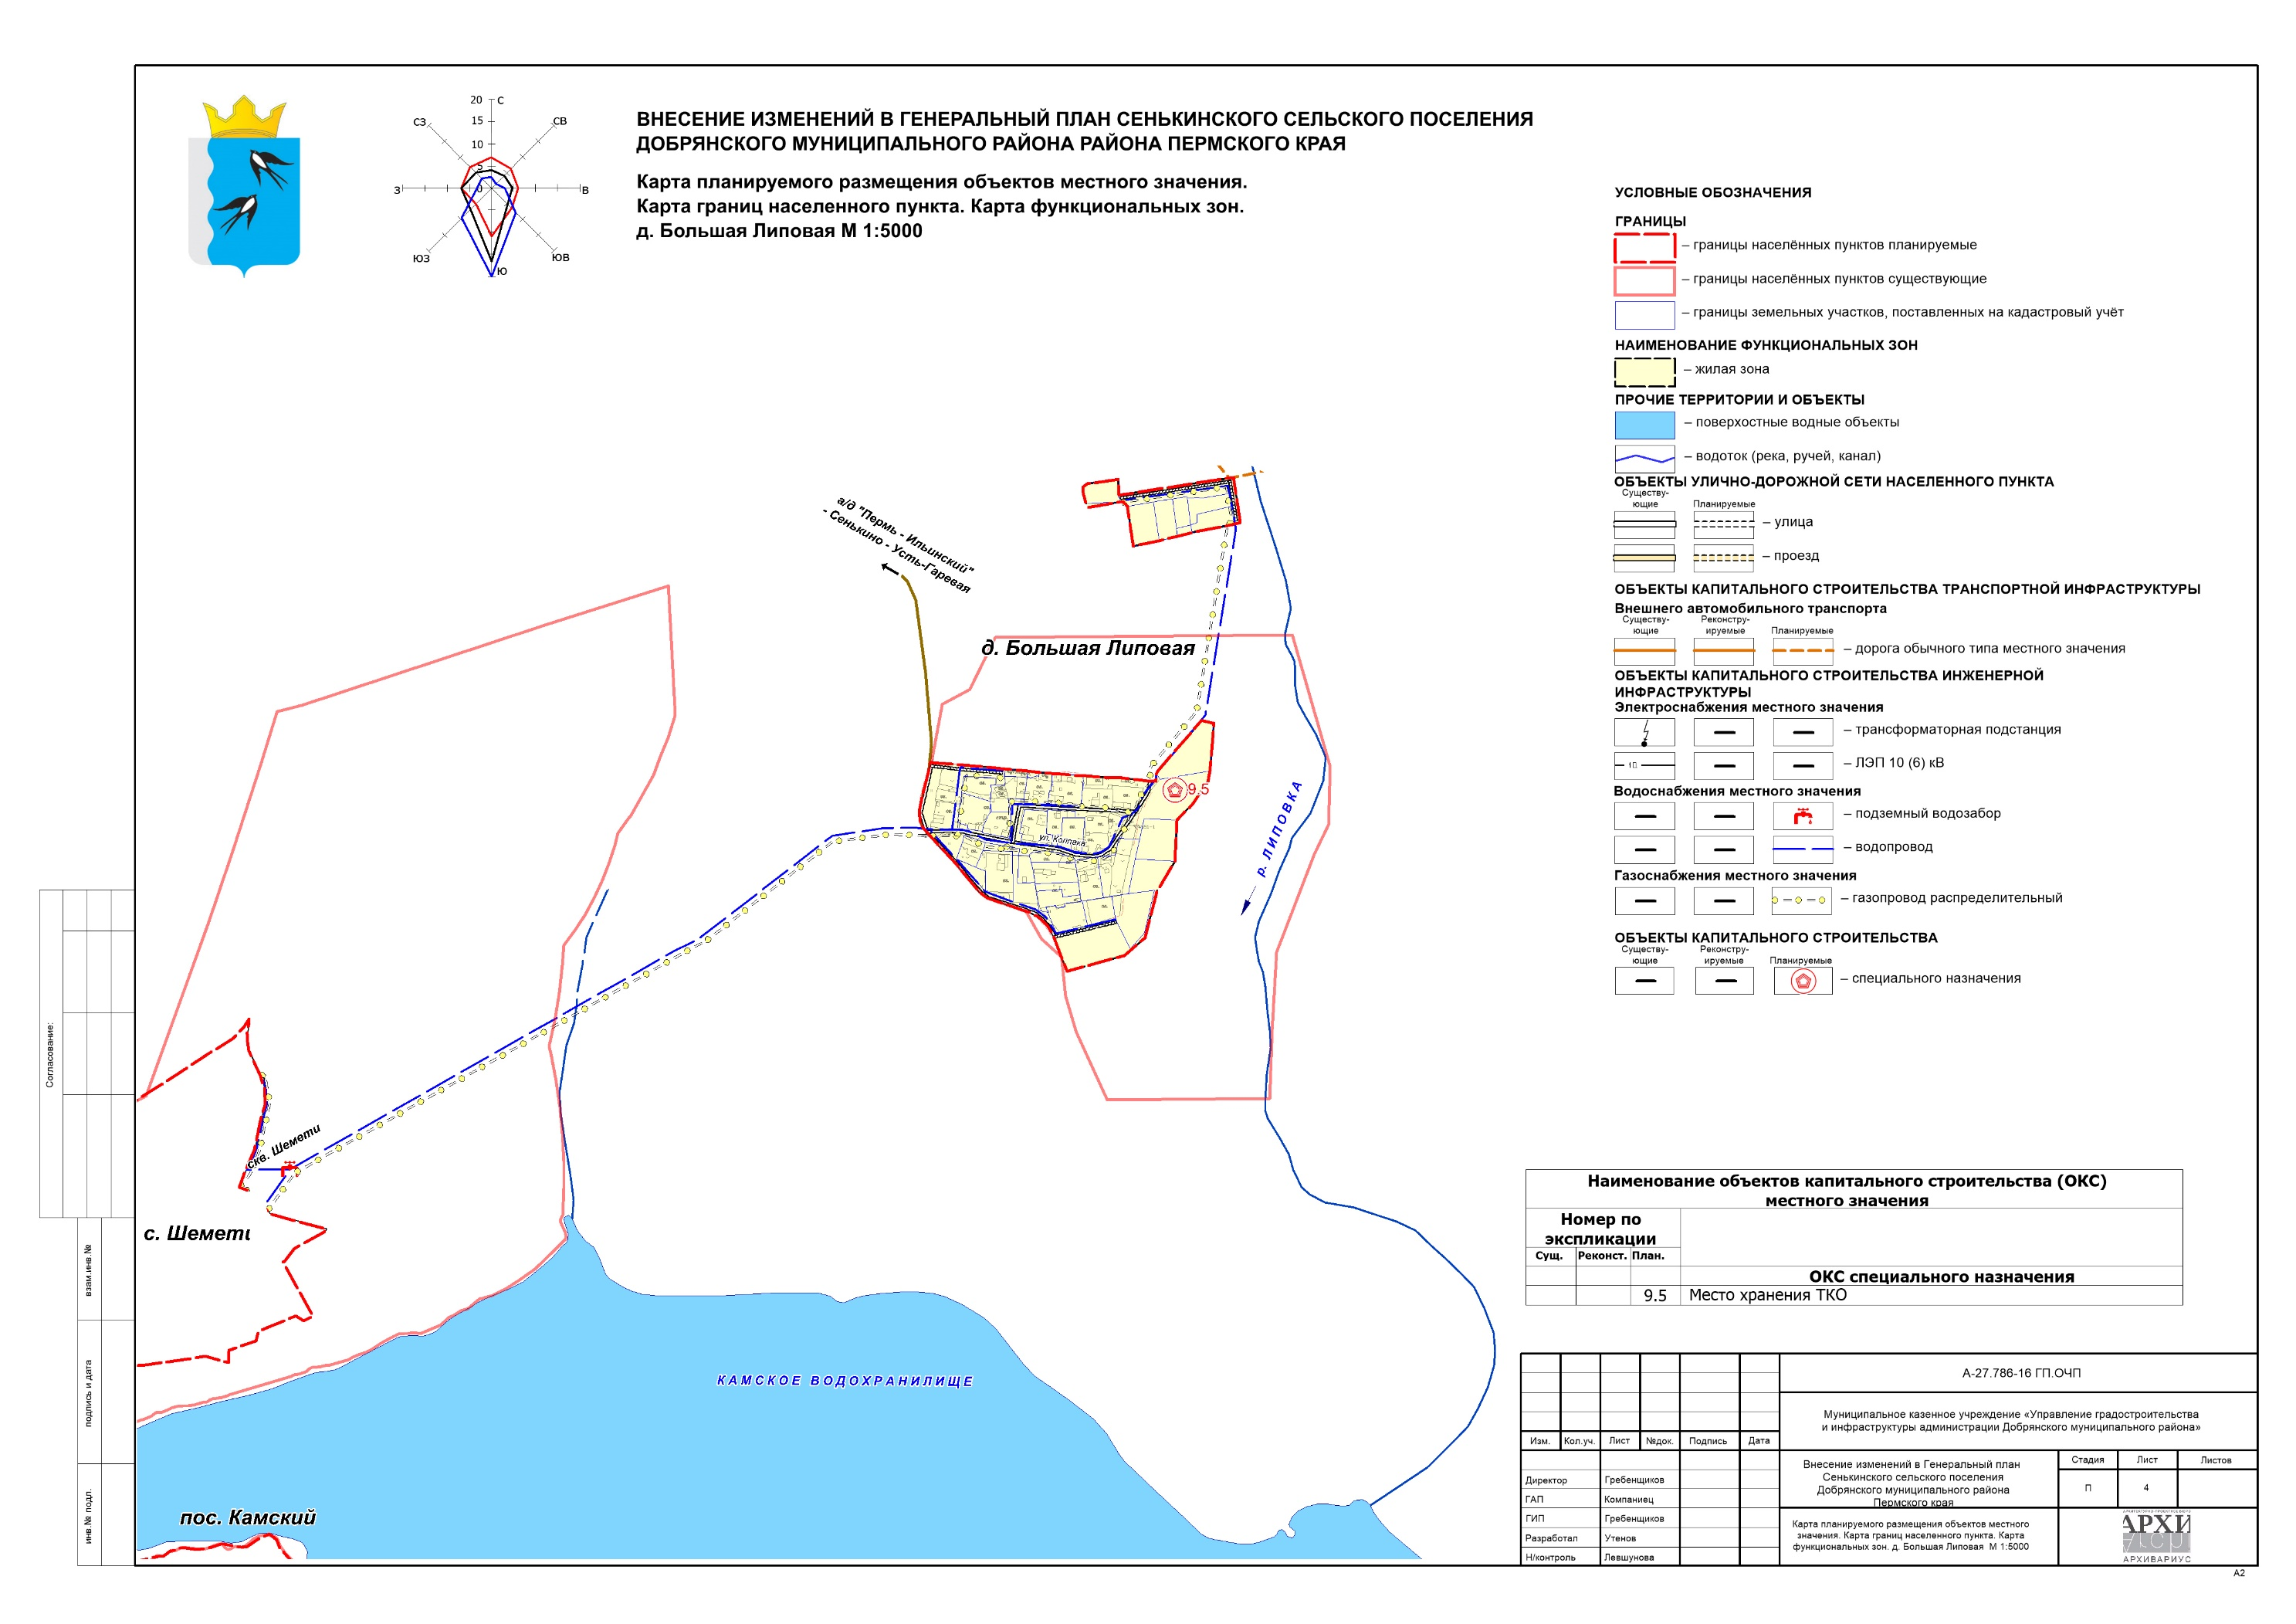 20
С
15
10
5
0
СЗ
СВ
З
В
ЮЗ
ЮВ
Ю
ВНЕСЕНИЕ ИЗМЕНЕНИЙ В ГЕНЕРАЛЬНЫЙ ПЛАН СЕНЬКИНСКОГО СЕЛЬСКОГО ПОСЕЛЕНИЯ
ДОБРЯНСКОГО МУНИЦИПАЛЬНОГО РАЙОНА РАЙОНА ПЕРМСКОГО КРАЯ
Карта планируемого размещения объектов местного значения.
Карта границ населенного пункта. Карта функциональных зон.
д. Большая Липовая М 1:5000
УСЛОВНЫЕ ОБОЗНАЧЕНИЯ
ГРАНИЦЫ
– границы населённых пунктов планируемые
– границы населённых пунктов существующие
– границы земельных участков, поставленных на кадастровый учёт
НАИМЕНОВАНИЕ ФУНКЦИОНАЛЬНЫХ ЗОН
– жилая зона
ПРОЧИЕ ТЕРРИТОРИИ И ОБЪЕКТЫ
– поверхостные водные объекты
– водоток (река, ручей, канал)
ОБЪЕКТЫ УЛИЧНО-ДОРОЖНОЙ СЕТИ НАСЕЛЕННОГО ПУНКТА
Существу-
ющие
Планируемые
– улица
– проезд
ОБЪЕКТЫ КАПИТАЛЬНОГО СТРОИТЕЛЬСТВА ТРАНСПОРТНОЙ ИНФРАСТРУКТУРЫ
Внешнего автомобильного транспорта
Существу-
ющие
Реконстру-
ируемые
Планируемые
– дорога обычного типа местного значения
ОБЪЕКТЫ КАПИТАЛЬНОГО СТРОИТЕЛЬСТВА ИНЖЕНЕРНОЙ
ИНФРАСТРУКТУРЫ
Электроснабжения местного значения
– трансформаторная подстанция
– ЛЭП 10 (6) кВ
Водоснабжения местного значения
– подземный водозабор
– водопровод
Газоснабжения местного значения
– газопровод распределительный
ОБЪЕКТЫ КАПИТАЛЬНОГО СТРОИТЕЛЬСТВА
Существу-
ющие
Реконстру-
ируемые
Планируемые
– специального назначения
а/д "Пермь - Ильинский"
- Сенькино - Усть-Гаревая
д. Большая Липовая
9.5
ул. Колпака
р. ЛИПОВКА
скв. Шемети
с. Шемети
КАМСКОЕ ВОДОХРАНИЛИЩЕ
пос. Камский
Согласование:
взам.инв.№
подпись и дата
инв.№ подл.
Наименование объектов капитального строительства (ОКС)
местного значения
Номер по
экспликации
Сущ. Реконст. План.
ОКС специального назначения
9.5 Место хранения ТКО
А-27.786-16 ГП.ОЧП
Муниципальное казенное учреждение «Управление градостроительства
и инфраструктуры администрации Добрянского муниципального района»
Изм. Кол.уч. Лист №док. Подпись Дата
Внесение изменений в Генеральный план
Сенькинского сельского поселения
Добрянского муниципального района
Пермского края
Стадия Лист Листов
П 4
Директор Гребенщиков
ГАП Компаниец
ГИП Гребенщиков
Разработал Утенов
Н/контроль Левшунова
Карта планируемого размещения объектов местного
значения. Карта границ населенного пункта. Карта
функциональных зон. д. Большая Липовая М 1:5000
АРХИ
АРХИВАРИУС
А2